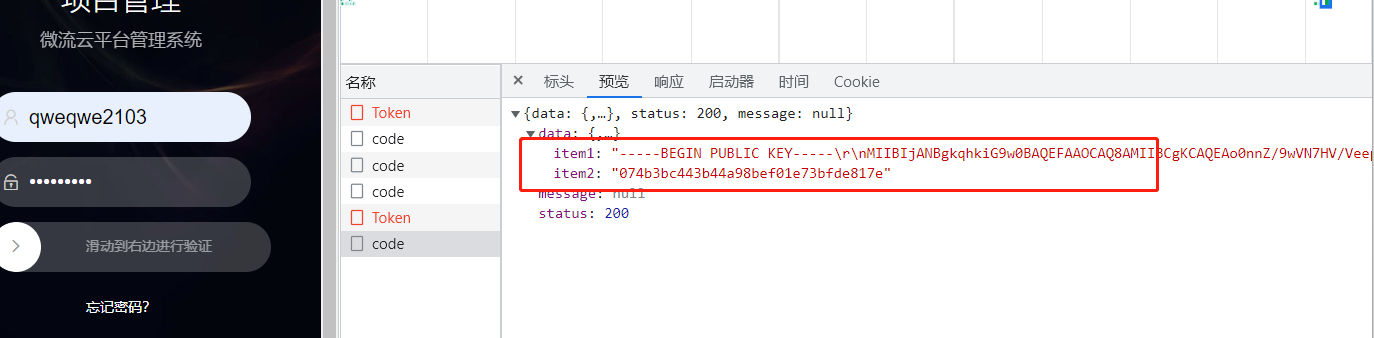 项目管理
微流云平台管理系统
qweqwe2103
•••••••••
滑动到右边进行验证
忘记密码?
名称
Token
code
code
code
Token
code
× 标头 预览 响应 启动器 时间 Cookie
▼{data: {,…}, status: 200, message: null}
▼data: {,…}
item1: "-----BEGIN PUBLIC KEY-----\r\nMIIBIjANBgkqhkiG9w0BAQEFAAOCAQ8AMIIBCgKCAQEAo0nnZ/9wVN7HV/Veep
item2: "074b3bc443b44a98bef01e73bfde817e"
message: null
status: 200